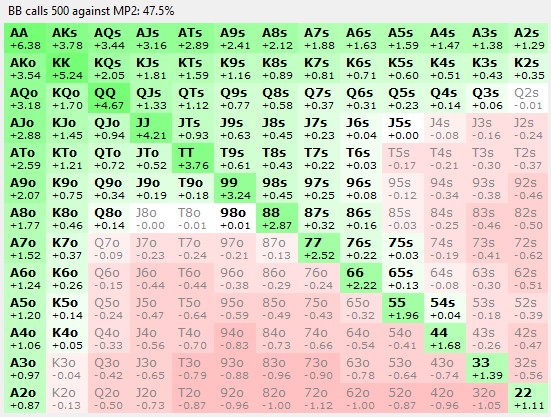 BB calls 500 against MP2: 47.5%
AA AKs AQs AJs ATs A9s A8s A7s A6s A5s A4s A3s A2s
+6.38 +3.78 +3.44 +3.16 +2.89 +2.41 +2.12 +1.88 +1.63 +1.59 +1.47 +1.38 +1.29
AKo KK KQs KJs KTs K9s K8s K7s K6s K5s K4s K3s K2s
+3.54 +5.24 +2.05 +1.81 +1.59 +1.16 +0.89 +0.81 +0.71 +0.60 +0.51 +0.43 +0.35
AQo KQo QQ QJs QTs Q9s Q8s Q7s Q6s Q5s Q4s Q3s Q2s
+3.18 +1.70 +4.67 +1.33 +1.12 +0.77 +0.58 +0.37 +0.31 +0.23 +0.14 +0.06 -0.01
AJo KJo QJo JJ JTs J9s J8s J7s J6s J5s J4s J3s J2s
+2.88 +1.45 +0.94 +4.21 +0.93 +0.63 +0.45 +0.23 +0.04 +0.00 -0.08 -0.16 -0.24
ATo KTo QTo JTo TT T9s T8s T7s T6s T5s T4s T3s T2s
+2.59 +1.21 +0.72 +0.52 +3.76 +0.61 +0.43 +0.22 +0.03 -0.17 -0.21 -0.30 -0.37
A9o K9o Q9o J9o T9o 99 98s 97s 96s 95s 94s 93s 92s
+2.07 +0.75 +0.34 +0.19 +0.18 +3.24 +0.45 +0.25 +0.08 -0.12 -0.34 -0.38 -0.46
A8o K8o Q8o J8o T8o 98o 88 87s 86s 85s 84s 83s 82s
+1.77 +0.46 +0.14 -0.00 -0.01 +0.01 +2.87 +0.32 +0.16 -0.03 -0.25 -0.46 -0.50
A7o K7o Q7o J7o T7o 97o 87o 77 76s 75s 74s 73s 72s
+1.52 +0.37 -0.09 -0.23 -0.24 -0.21 -0.13 +2.52 +0.22 +0.03 -0.19 -0.41 -0.62
A6o K6o Q6o J6o T6o 96o 86o 76o 66 65s 64s 63s 62s
+1.24 +0.26 -0.15 -0.44 -0.44 -0.38 -0.29 -0.24 +2.22 +0.13 -0.08 -0.30 -0.51
A5o K5o Q5o J5o T5o 95o 85o 75o 65o 55 54s 53s 52s
+1.20 +0.14 -0.24 -0.47 -0.64 -0.59 -0.49 -0.43 -0.32 +1.96 +0.04 -0.18 -0.39
A4o K4o Q4o J4o T4o 94o 84o 74o 64o 54o 44 43s 42s
+1.06 +0.05 -0.33 -0.56 -0.70 -0.83 -0.73 -0.66 -0.54 -0.40 +1.68 -0.26 -0.47
A3o K3o Q3o J3o T3o 93o 83o 73o 63o 53o 43o 33 32s
+0.97 -0.04 -0.42 -0.65 -0.79 -0.88 -0.96 -0.90 -0.78 -0.64 -0.74 +1.39 -0.56
A2o K2o Q2o J2o T2o 92o 82o 72o 62o 52o 42o 32o 22
+0.87 -0.13 -0.50 -0.73 -0.87 -0.96 -1.00 -1.12 -1.00 -0.87 -0.96 -1.05 +1.11